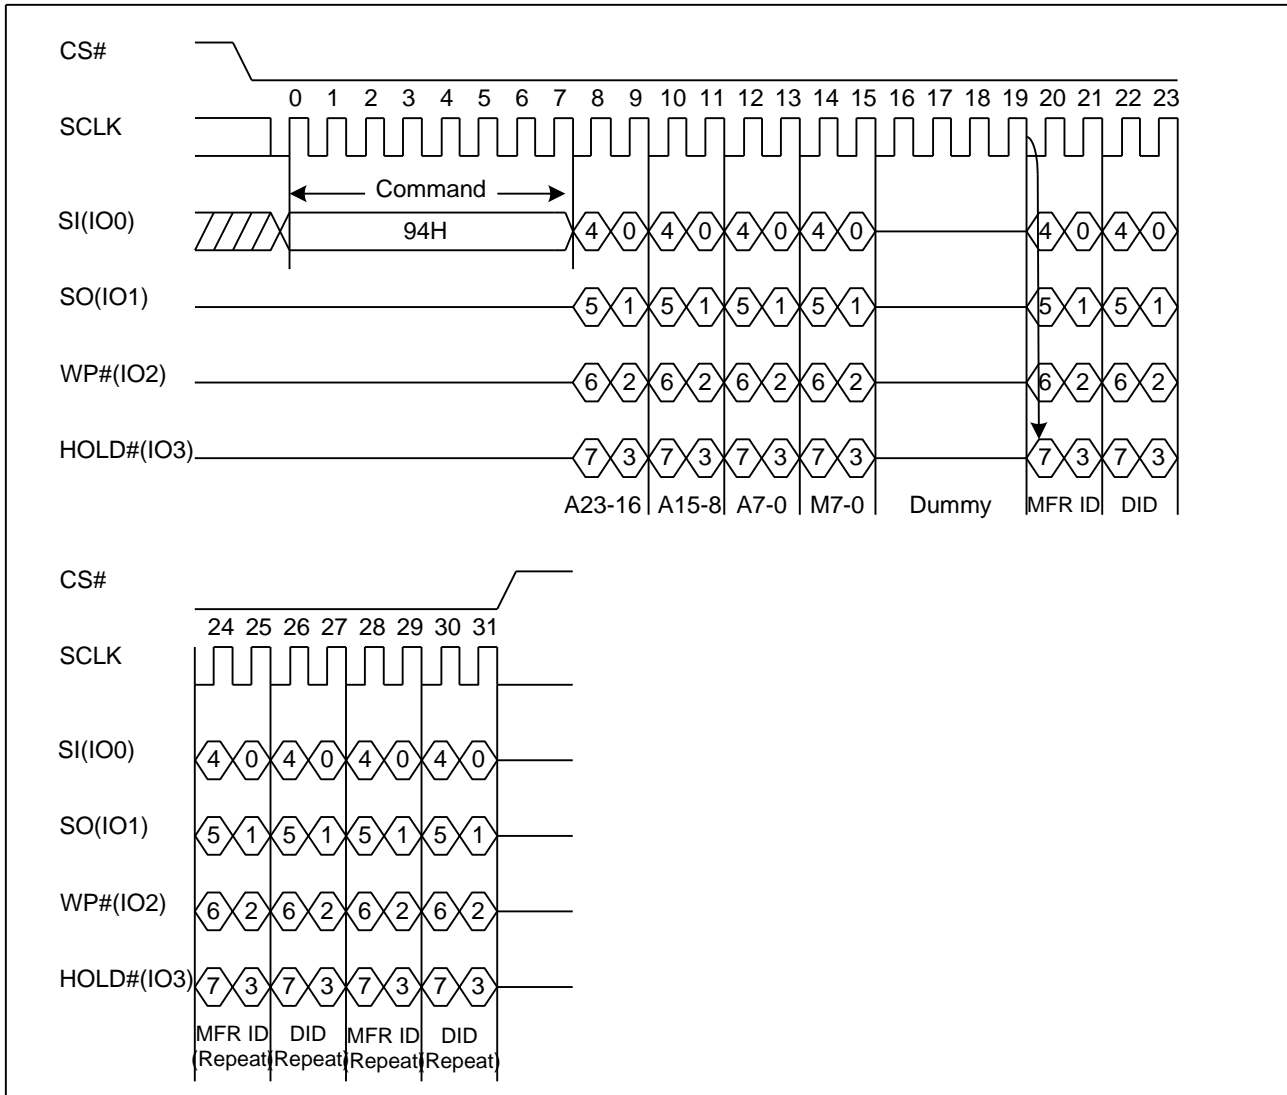 CS#
0 1 2 3 4 5 6 7 8 9 10 11 12 13 14 15 16 17 18 19 20 21 22 23
SCLK
Command
SI(IO0)
94H 4 0 4 0 4 0 4 0 4 0 4 0
SO(IO1) 5 1 5 1 5 1 5 1 5 1 5 1
WP#(IO2) 6 2 6 2 6 2 6 2 6 2 6 2
HOLD#(IO3) 7 3 7 3 7 3 7 3 7 3 7 3
A23-16 A15-8 A7-0 M7-0 Dummy MFR ID DID
CS#
24 25 26 27 28 29 30 31
SCLK
SI(IO0) 4 0 4 0 4 0 4 0
SO(IO1) 5 1 5 1 5 1 5 1
WP#(IO2) 6 2 6 2 6 2 6 2
HOLD#(IO3) 7 3 7 3 7 3 7 3
MFR ID DID MFR ID DID
(Repeat) (Repeat) (Repeat) (Repeat)